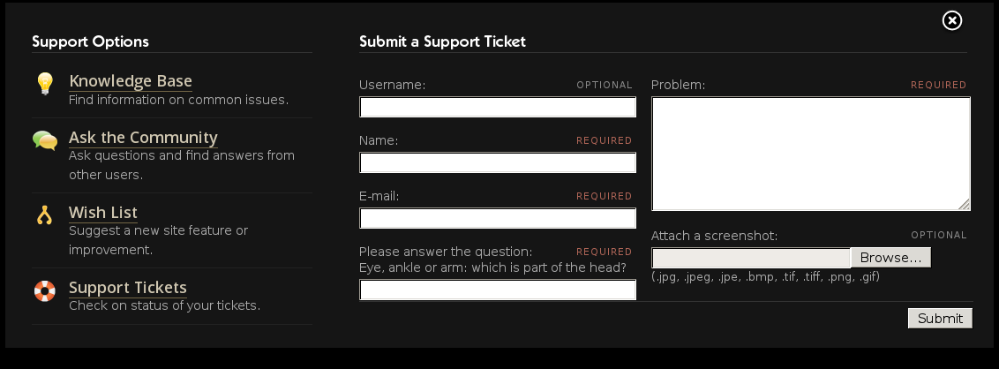 Support Options
Knowledge Base
Find information on common issues.
Ask the Community
Ask questions and find answers from
other users.
Wish List
Suggest a new site feature or
improvement.
Support Tickets
Check on status of your tickets.
Submit a Support Ticket
Username: OPTIONAL
Name: REQUIRED
E-mail: REQUIRED
Please answer the question: REQUIRED
Eye, ankle or arm: which is part of the head?
Problem: REQUIRED
Attach a screenshot: OPTIONAL
Browse...
(.jpg, .jpeg, .jpe, .bmp, .tif, .tiff, .png, .gif)
Submit